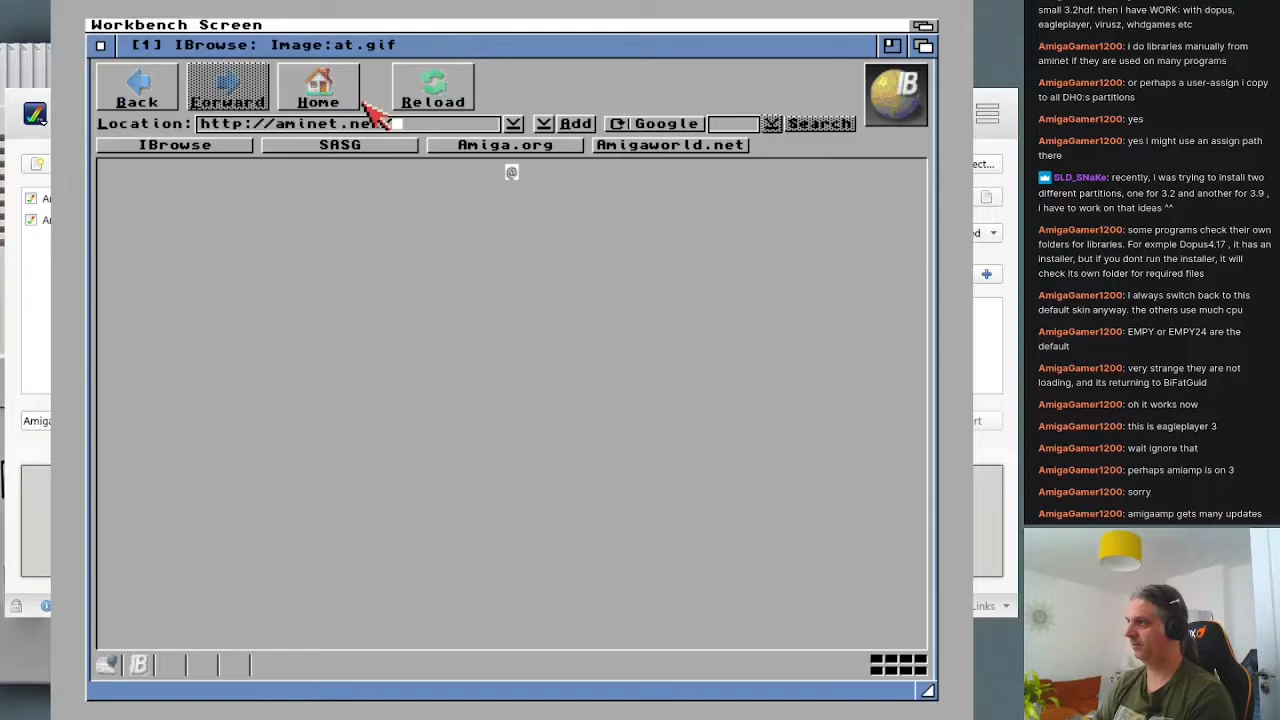 Workbench Screen
[1] IBrowse: Image:at.gif
Back
Forward
Home
Reload
IB
Location:
http://aminet.net/
Add
Google
Search
IBrowse
SASG
Amiga.org
Amigaworld.net
@
IB
ect...
ed
Amiga
rt
Links
small 3.2hdf. then i have WORK: with dopus,
eagleplayer, virusz, whdgames etc
AmigaGamer1200: i do libraries manually from
aminet if they are used on many programs
AmigaGamer1200: or perhaps a user-assign i copy
to all DH0:s partitions
AmigaGamer1200: yes
AmigaGamer1200: yes i might use an assign path
there
SLD_SNaKe: recently, i was trying to install two
different partitions, one for 3.2 and another for 3.9 ,
i have to work on that ideas ^^
AmigaGamer1200: some programs check their own
folders for libraries. For exmple Dopus4.17 , it has an
installer, but if you dont run the installer, it will
check its own folder for required files
AmigaGamer1200: i always switch back to this
default skin anyway. the others use much cpu
AmigaGamer1200: EMPY or EMPY24 are the
default
AmigaGamer1200: very strange they are not
loading, and its returning to BiFatGuid
AmigaGamer1200: oh it works now
AmigaGamer1200: this is eagleplayer 3
AmigaGamer1200: wait ignore that
AmigaGamer1200: perhaps amiamp is on 3
AmigaGamer1200: sorry
AmigaGamer1200: amigaamp gets many updates